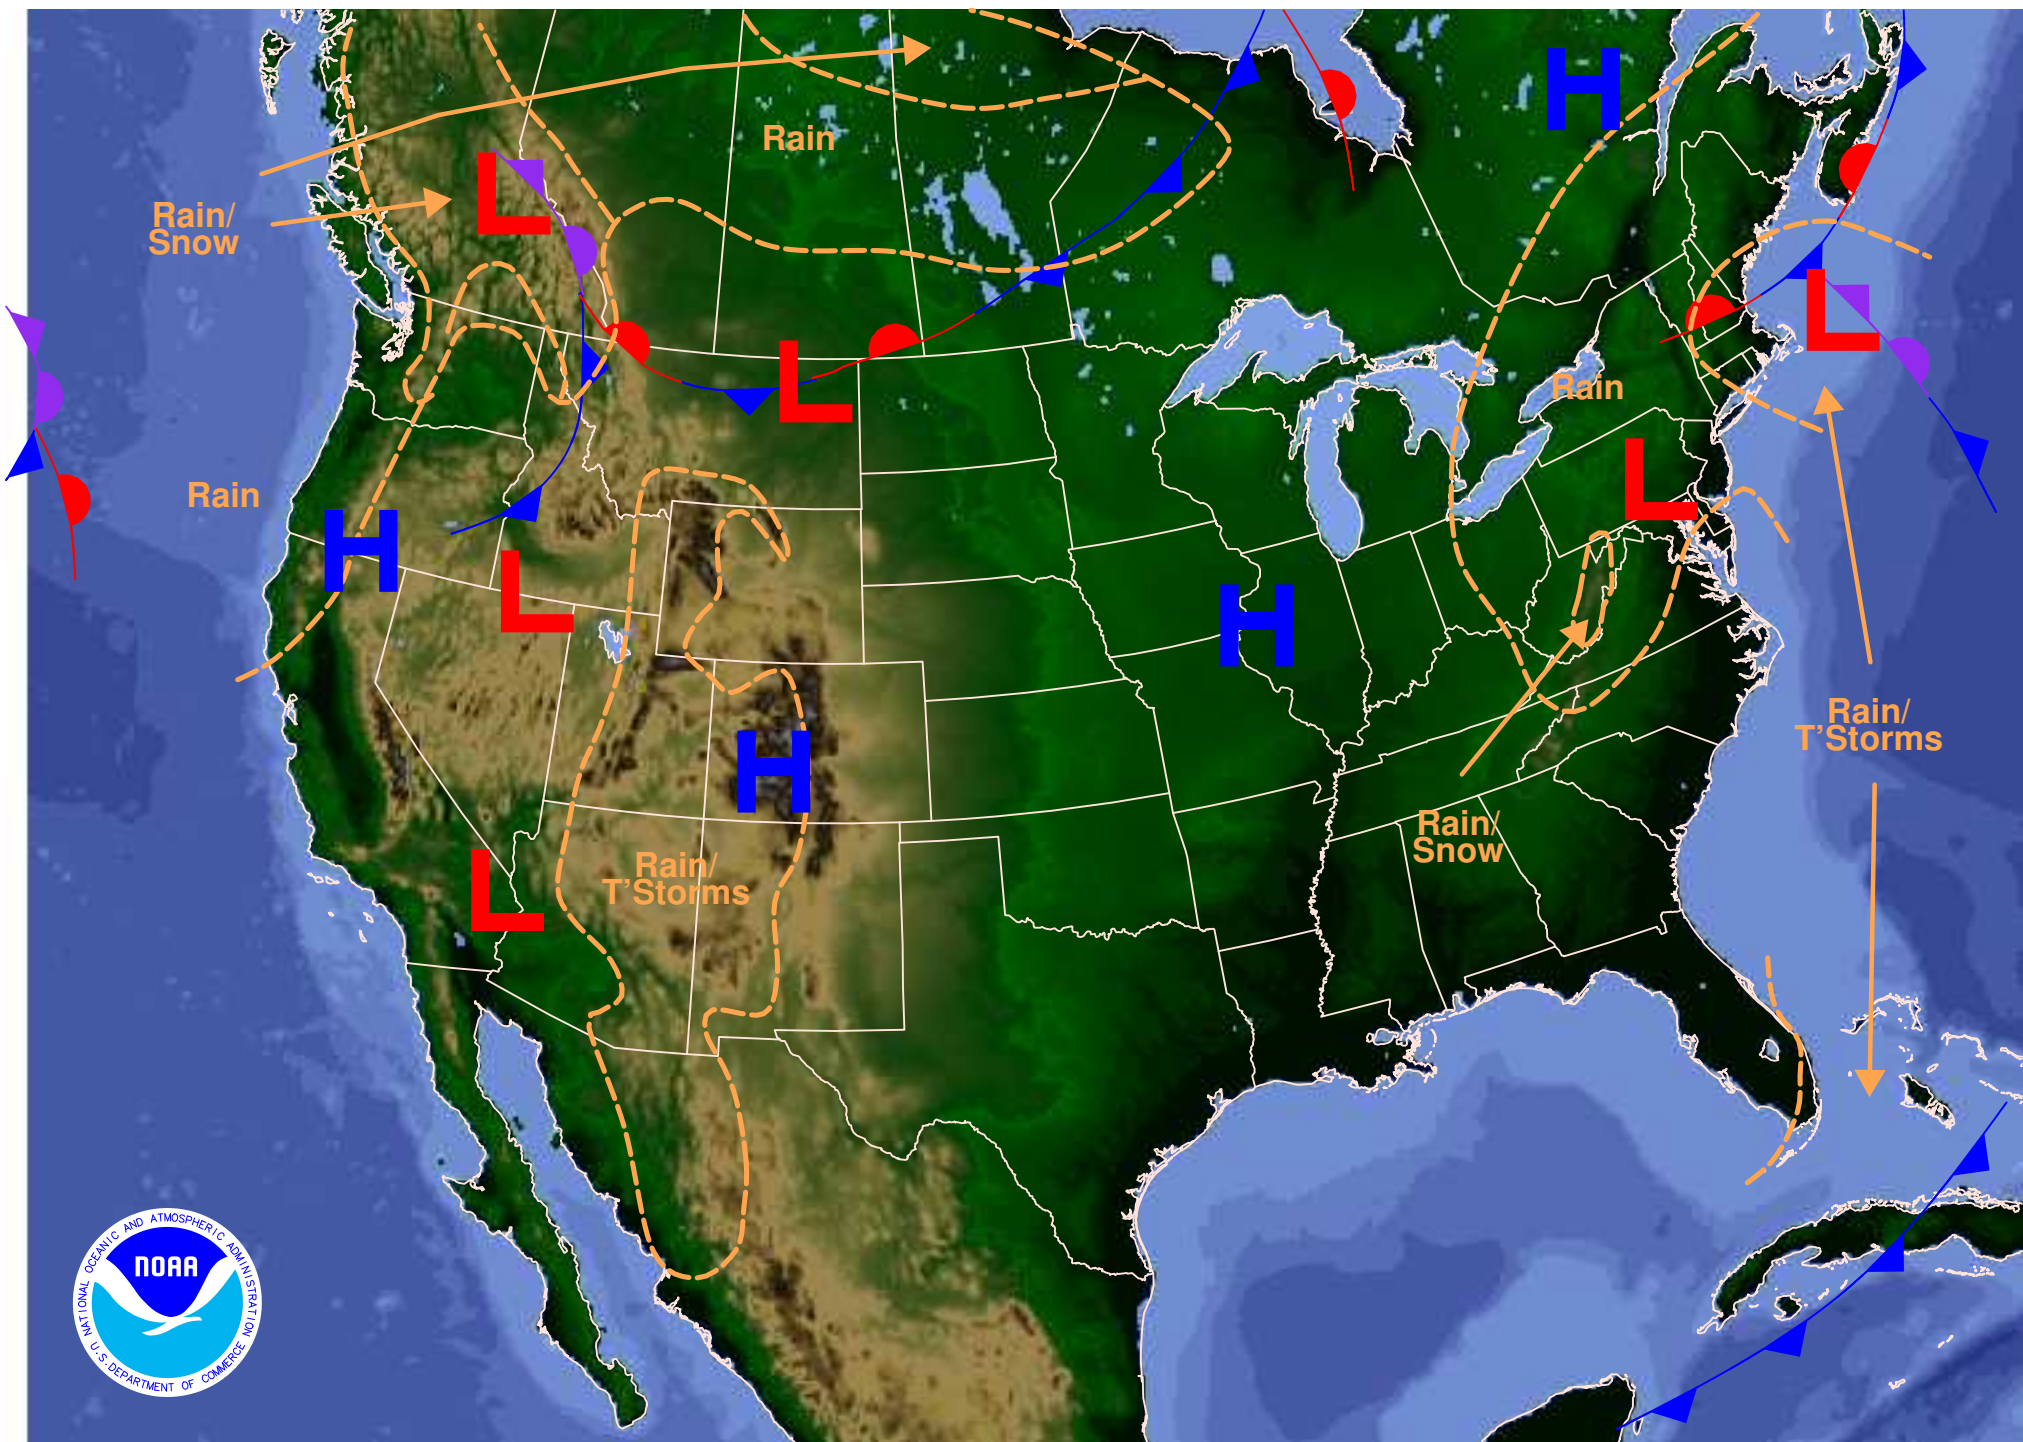 H
Rain
L
Rain/
Snow
L
L
Rain
L
Rain
L
H
L
H
Rain/
T'Storms
H
Rain/
Snow
Rain/
T'Storms
L
NATIONAL OCEANIC AND ATMOSPHERIC ADMINISTRATION
NOAA
U.S. DEPARTMENT OF COMMERCE